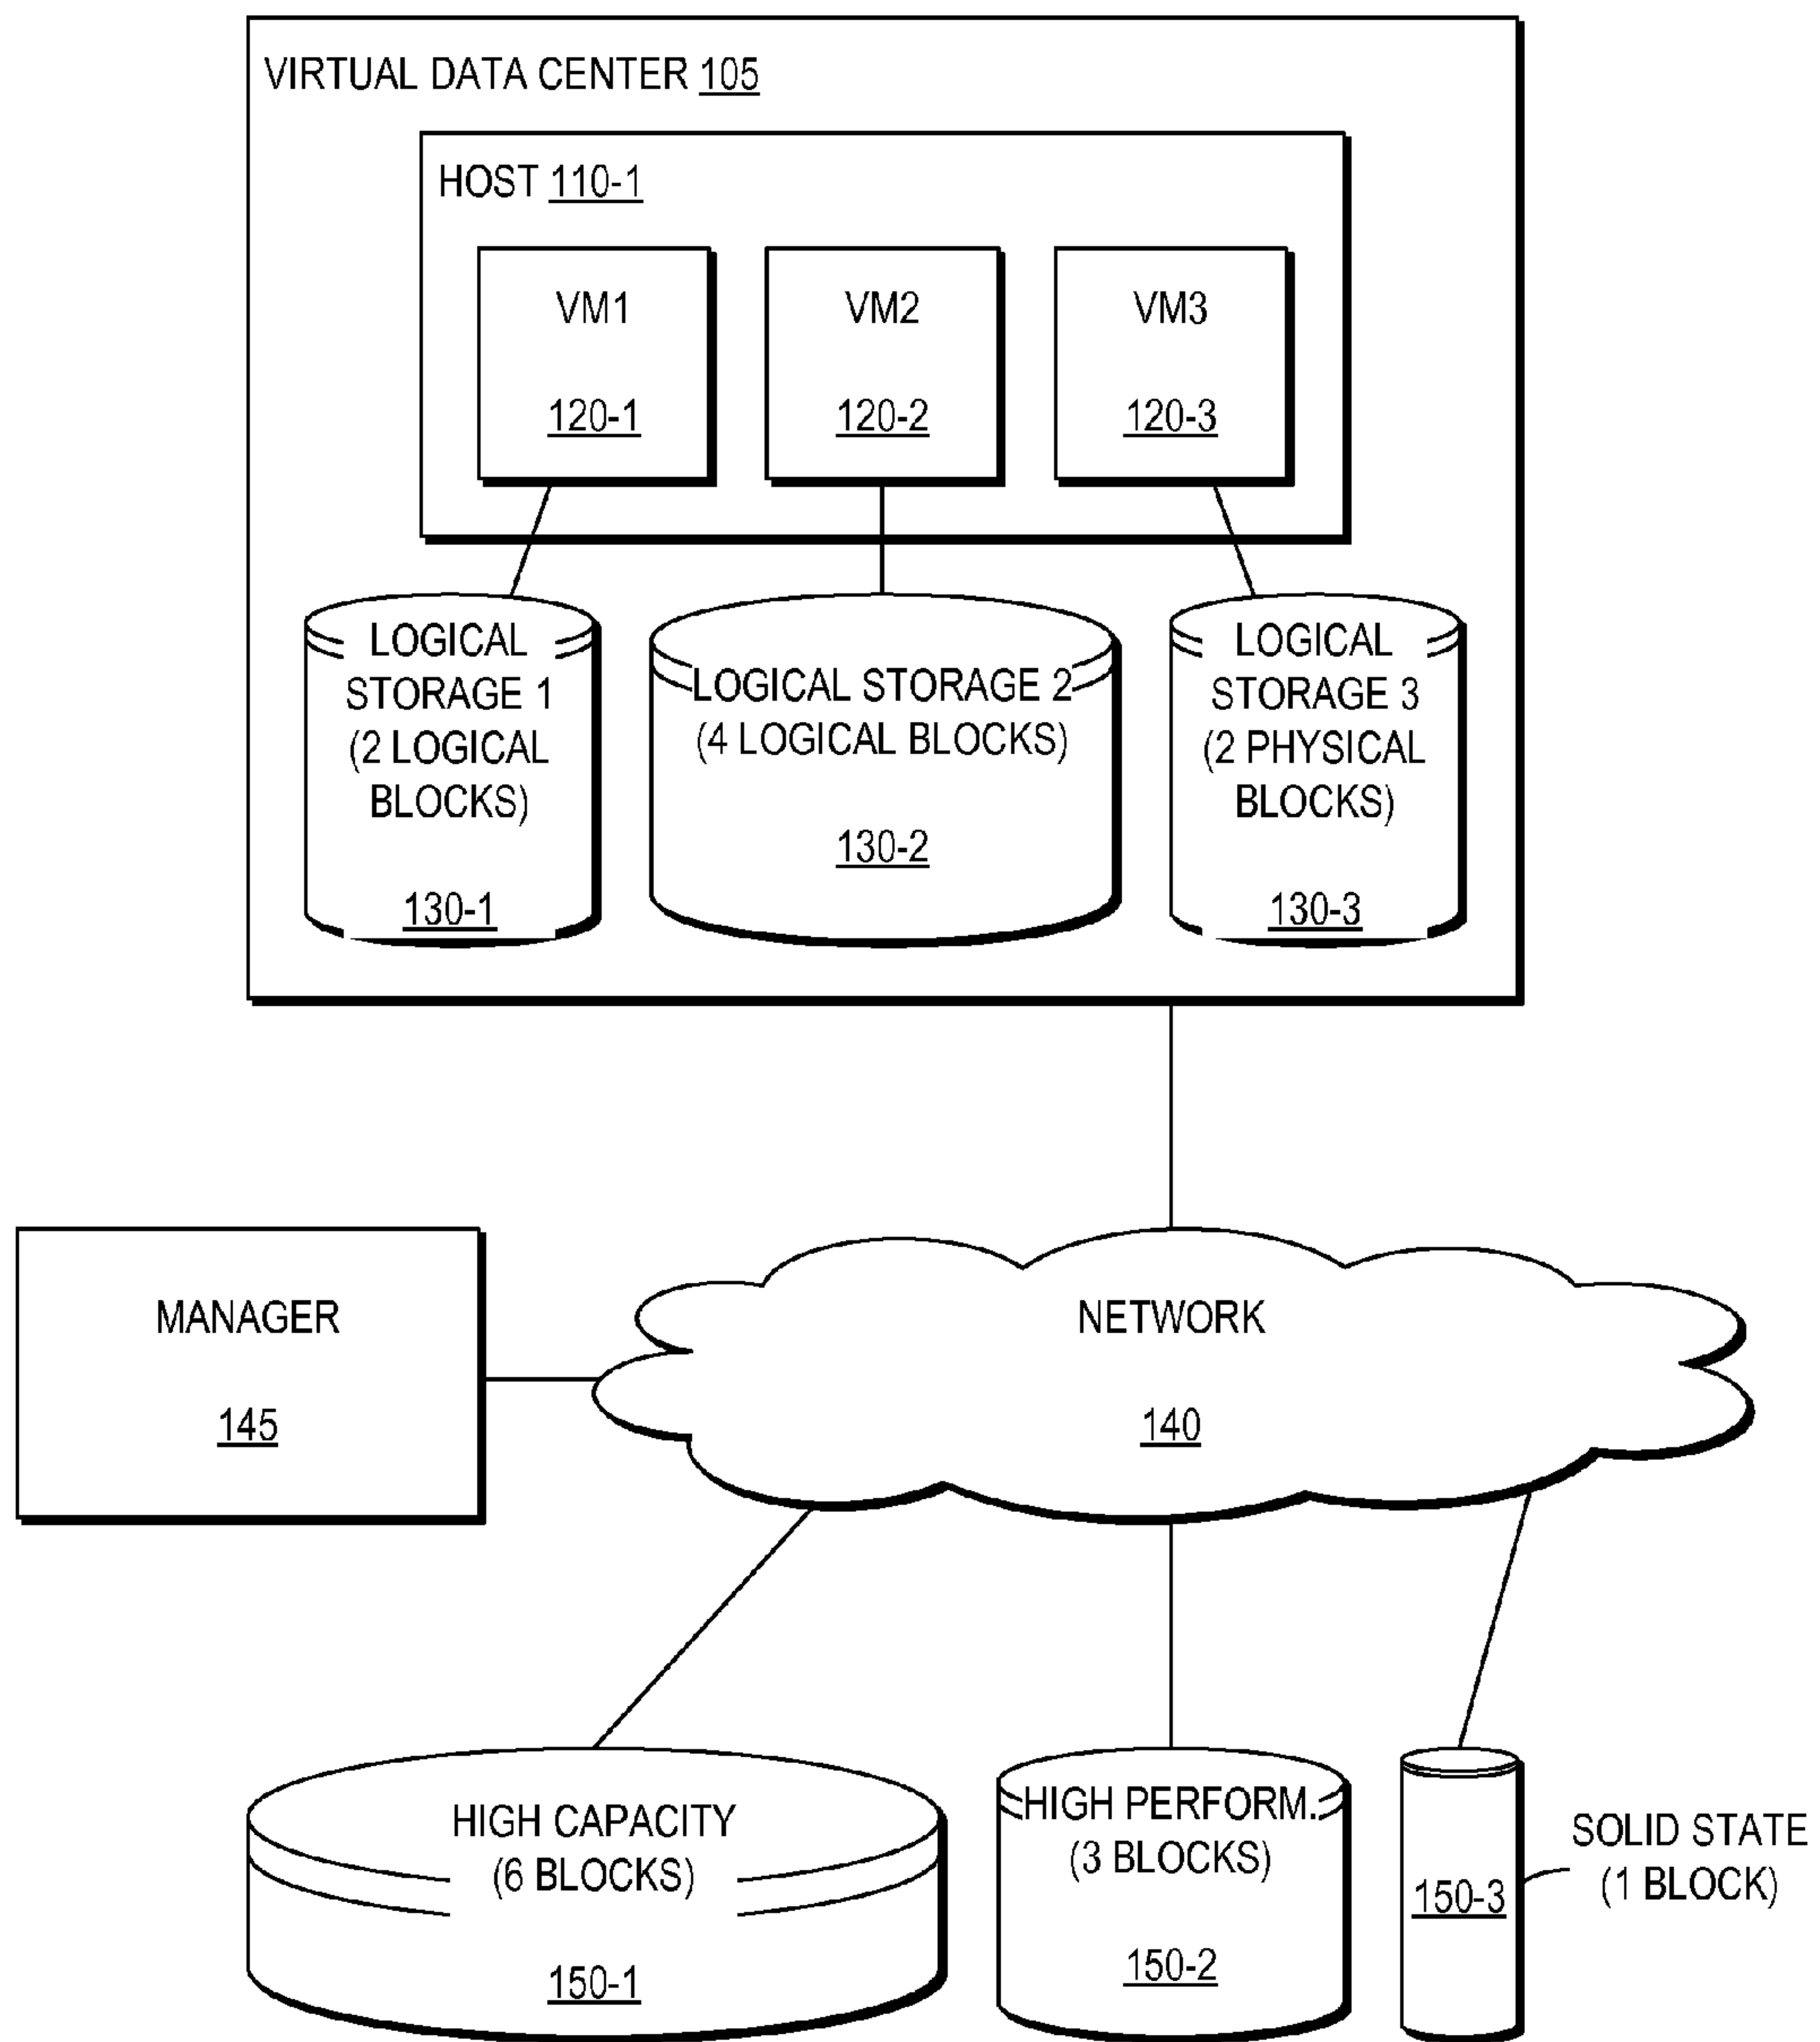 VIRTUAL DATA CENTER 105
HOST 110-1
VM1
120-1
VM2
120-2
VM3
120-3
LOGICAL
STORAGE 1
(2 LOGICAL
BLOCKS)
130-1
LOGICAL STORAGE 2
(4 LOGICAL BLOCKS)
130-2
LOGICAL
STORAGE 3
(2 PHYSICAL
BLOCKS)
130-3
MANAGER
145
NETWORK
140
HIGH CAPACITY
(6 BLOCKS)
150-1
HIGH PERFORM.
(3 BLOCKS)
150-2
150-3
SOLID STATE
(1 BLOCK)